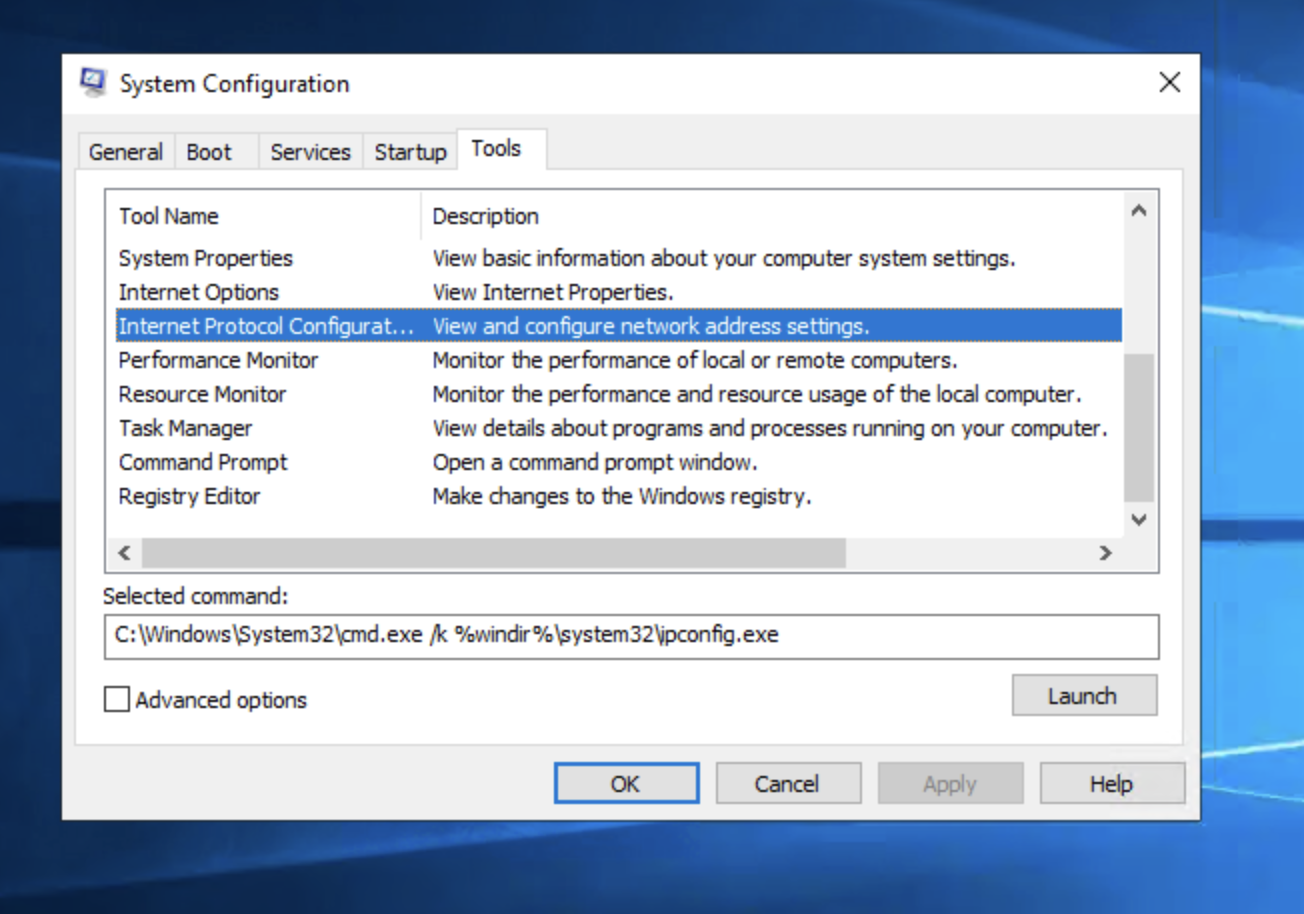 System Configuration
General Boot Services Startup Tools
Tool Name Description
System Properties View basic information about your computer system settings.
Internet Options View Internet Properties.
Internet Protocol Configurat... View and configure network address settings.
Performance Monitor Monitor the performance of local or remote computers.
Resource Monitor Monitor the performance and resource usage of the local computer.
Task Manager View details about programs and processes running on your computer.
Command Prompt Open a command prompt window.
Registry Editor Make changes to the Windows registry.
Selected command:
C:\Windows\System32\cmd.exe /k %windir%\system32\ipconfig.exe
Advanced options Launch
OK Cancel Apply Help